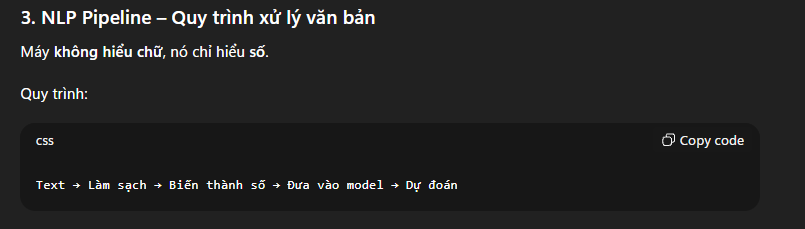 3. NLP Pipeline – Quy trình xử lý văn bản
Máy không hiểu chữ, nó chỉ hiểu số.
Quy trình:
css
Copy code
Text → Làm sạch → Biến thành số → Đưa vào model → Dự đoán